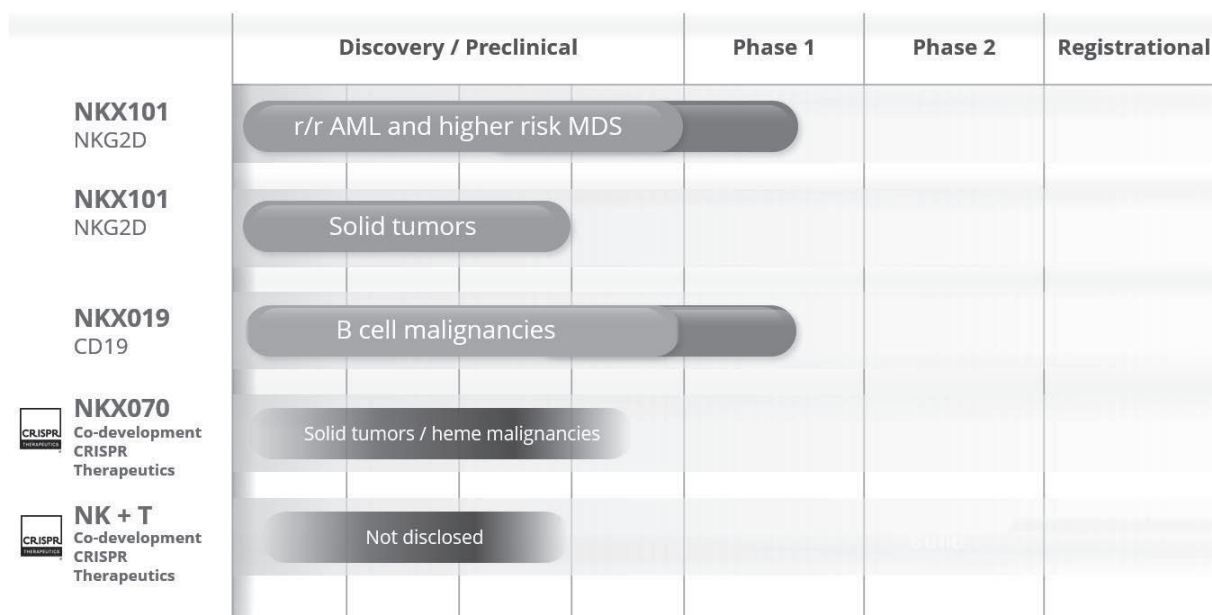 Discovery / Preclinical Phase 1 Phase 2 Registrational
NKX101
NKG2D
r/r AML and higher risk MDS
NKX101
NKG2D
Solid tumors
NKX019
CD19
B cell malignancies
CRISPR
THERAPEUTICS
NKX070
Co-development
CRISPR
Therapeutics
Solid tumors / heme malignancies
CRISPR
THERAPEUTICS
NK + T
Co-development
CRISPR
Therapeutics
Not disclosed